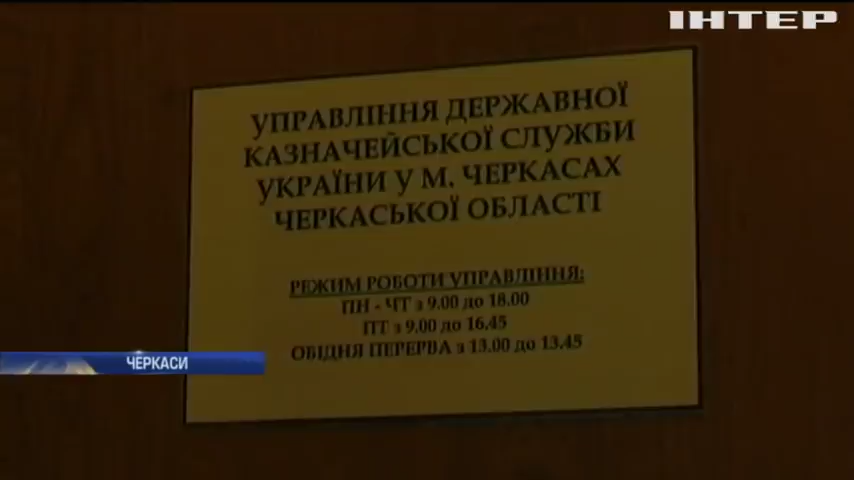 ІНТЕР
УПРАВЛІННЯ ДЕРЖАВНОЇ
КАЗНАЧЕЙСЬКОЇ СЛУЖБИ
УКРАЇНИ У М. ЧЕРКАСАХ
ЧЕРКАСЬКОЇ ОБЛАСТІ
РЕЖИМ РОБОТИ УПРАВЛІННЯ:
ПН - ЧТ з 9.00 до 18.00
ПТ з 9.00 до 16.45
ОБІДНЯ ПЕРЕРВА з 13.00 до 13.45
ЧЕРКАСИ